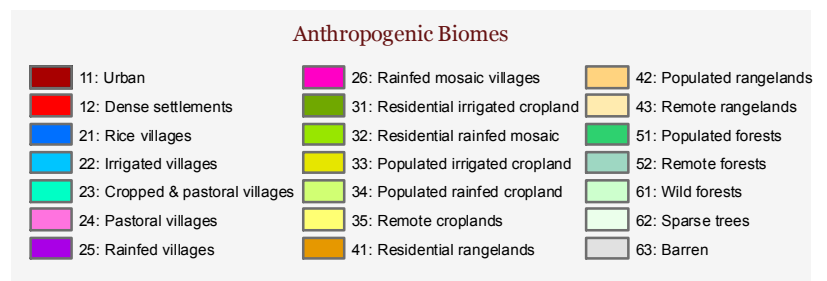 Anthropogenic Biomes
11: Urban
12: Dense settlements
21: Rice villages
22: Irrigated villages
23: Cropped & pastoral villages
24: Pastoral villages
25: Rainfed villages
26: Rainfed mosaic villages
31: Residential irrigated cropland
32: Residential rainfed mosaic
33: Populated irrigated cropland
34: Populated rainfed cropland
35: Remote croplands
41: Residential rangelands
42: Populated rangelands
43: Remote rangelands
51: Populated forests
52: Remote forests
61: Wild forests
62: Sparse trees
63: Barren